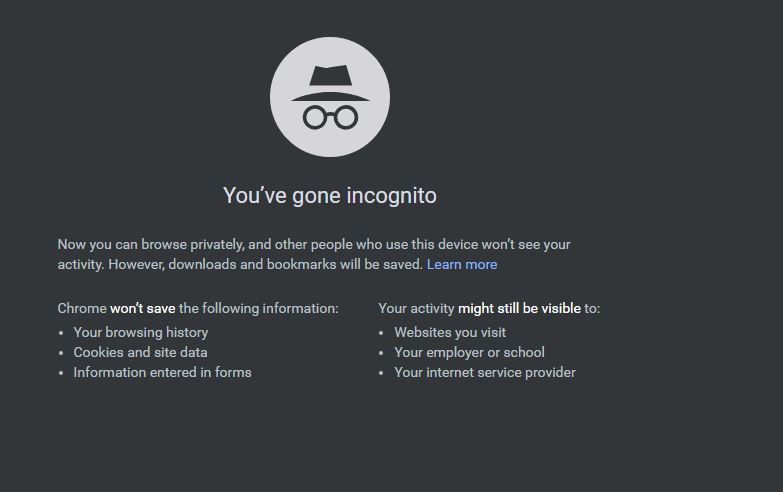 You’ve gone incognito
Now you can browse privately, and other people who use this device won’t see your
activity. However, downloads and bookmarks will be saved. Learn more
Chrome won’t save the following information:
• Your browsing history
• Cookies and site data
• Information entered in forms
Your activity might still be visible to:
• Websites you visit
• Your employer or school
• Your internet service provider